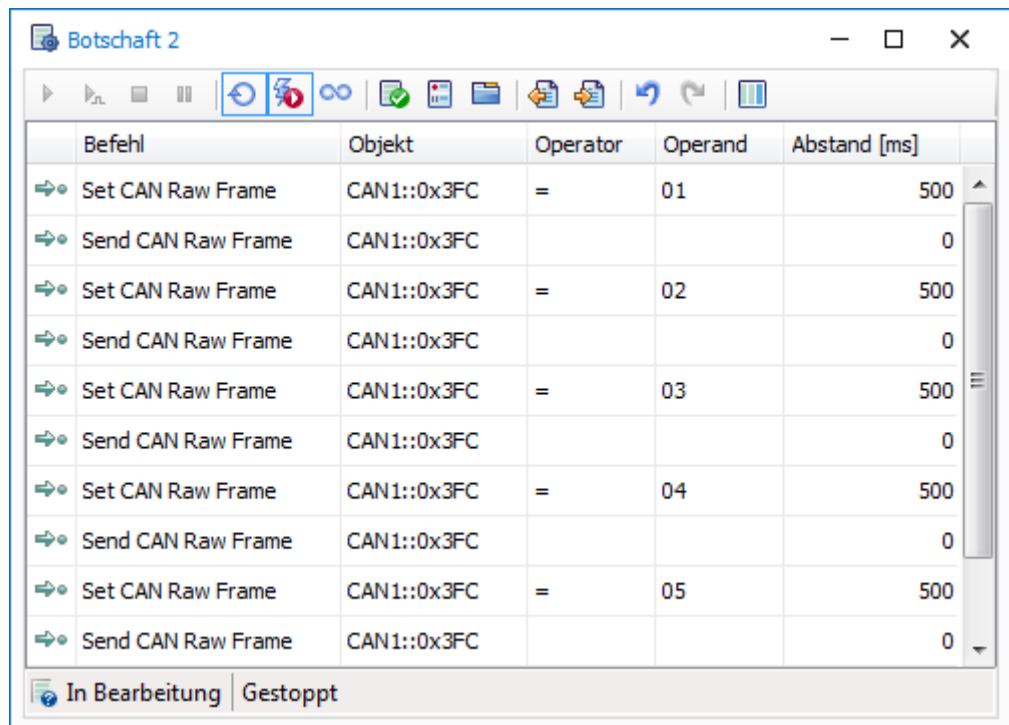 Botschaft 2
Befehl Objekt Operator Operand Abstand [ms]
Set CAN Raw Frame CAN1::0x3FC = 01 500
Send CAN Raw Frame CAN1::0x3FC 0
Set CAN Raw Frame CAN1::0x3FC = 02 500
Send CAN Raw Frame CAN1::0x3FC 0
Set CAN Raw Frame CAN1::0x3FC = 03 500
Send CAN Raw Frame CAN1::0x3FC 0
Set CAN Raw Frame CAN1::0x3FC = 04 500
Send CAN Raw Frame CAN1::0x3FC 0
Set CAN Raw Frame CAN1::0x3FC = 05 500
Send CAN Raw Frame CAN1::0x3FC 0
In Bearbeitung Gestoppt